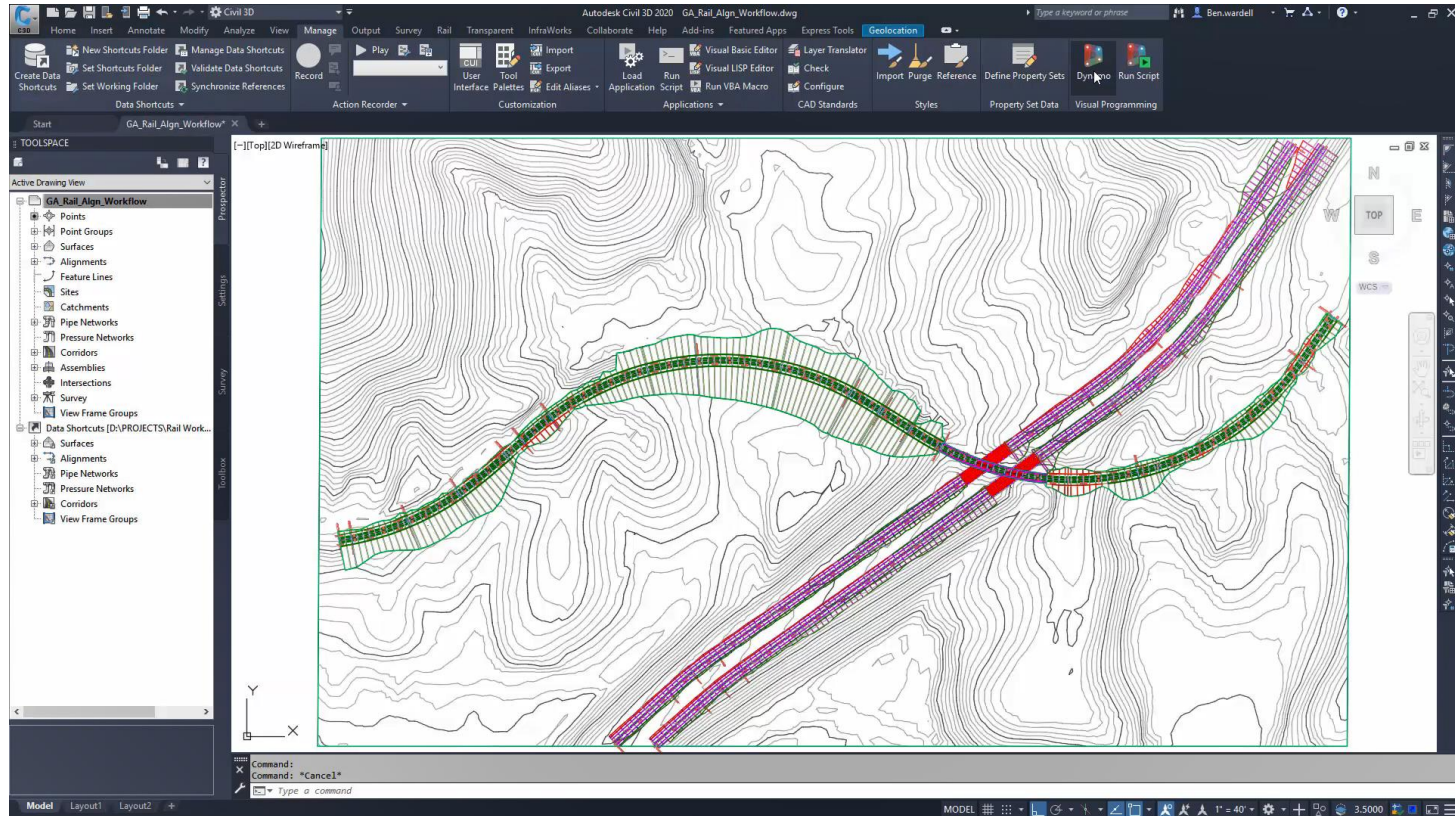 Civil 3D
Autodesk Civil 3D 2020 GA_Rail_Algn_Workflow.dwg
Type a keyword or phrase
Ben.wardell
C3D
Home Insert Annotate Modify Analyze View Manage Output Survey Rail Transparent InfraWorks Collaborate Help Add-ins Featured Apps Express Tools Geolocation
Create Data Shortcuts
New Shortcuts Folder
Set Shortcuts Folder
Set Working Folder
Manage Data Shortcuts
Validate Data Shortcuts
Synchronize References
Data Shortcuts
Record
Play
Action Recorder
CUI
User Interface
Tool Palettes
Import
Export
Edit Aliases
Customization
Load Application
Run Script
Visual Basic Editor
Visual LISP Editor
Run VBA Macro
Applications
Layer Translator
Check
Configure
CAD Standards
Import Purge Reference
Styles
Define Property Sets
Property Set Data
Dynamo
Run Script
Visual Programming
Start
GA_Rail_Algn_Workflow*
TOOLSPACE
Active Drawing View
GA_Rail_Algn_Workflow
Points
Point Groups
Surfaces
Alignments
Feature Lines
Sites
Catchments
Pipe Networks
Pressure Networks
Corridors
Assemblies
Intersections
Survey
View Frame Groups
Data Shortcuts [D:\PROJECTS\Rail Work...
Surfaces
Alignments
Pipe Networks
Pressure Networks
Corridors
View Frame Groups
Prospector
Settings
Survey
Toolbox
[−][Top][2D Wireframe]
N
W TOP E
S
WCS
Y
X
Command:
Command: *Cancel*
Type a command
Model Layout1 Layout2 +
MODEL
1" = 40'
3.5000